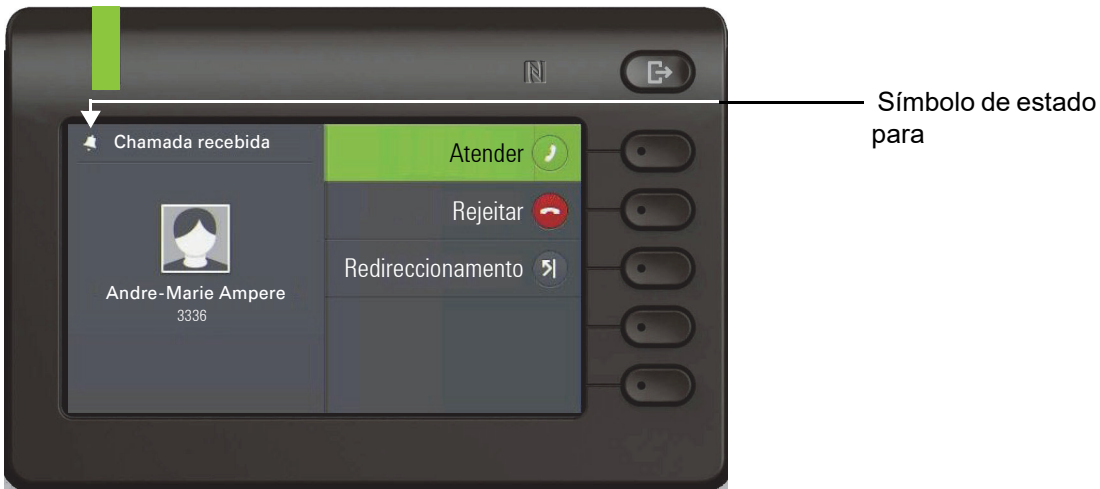 Símbolo de estado
para
Chamada recebida
Atender
Rejeitar
Redireccionamento
Andre-Marie Ampere
3336